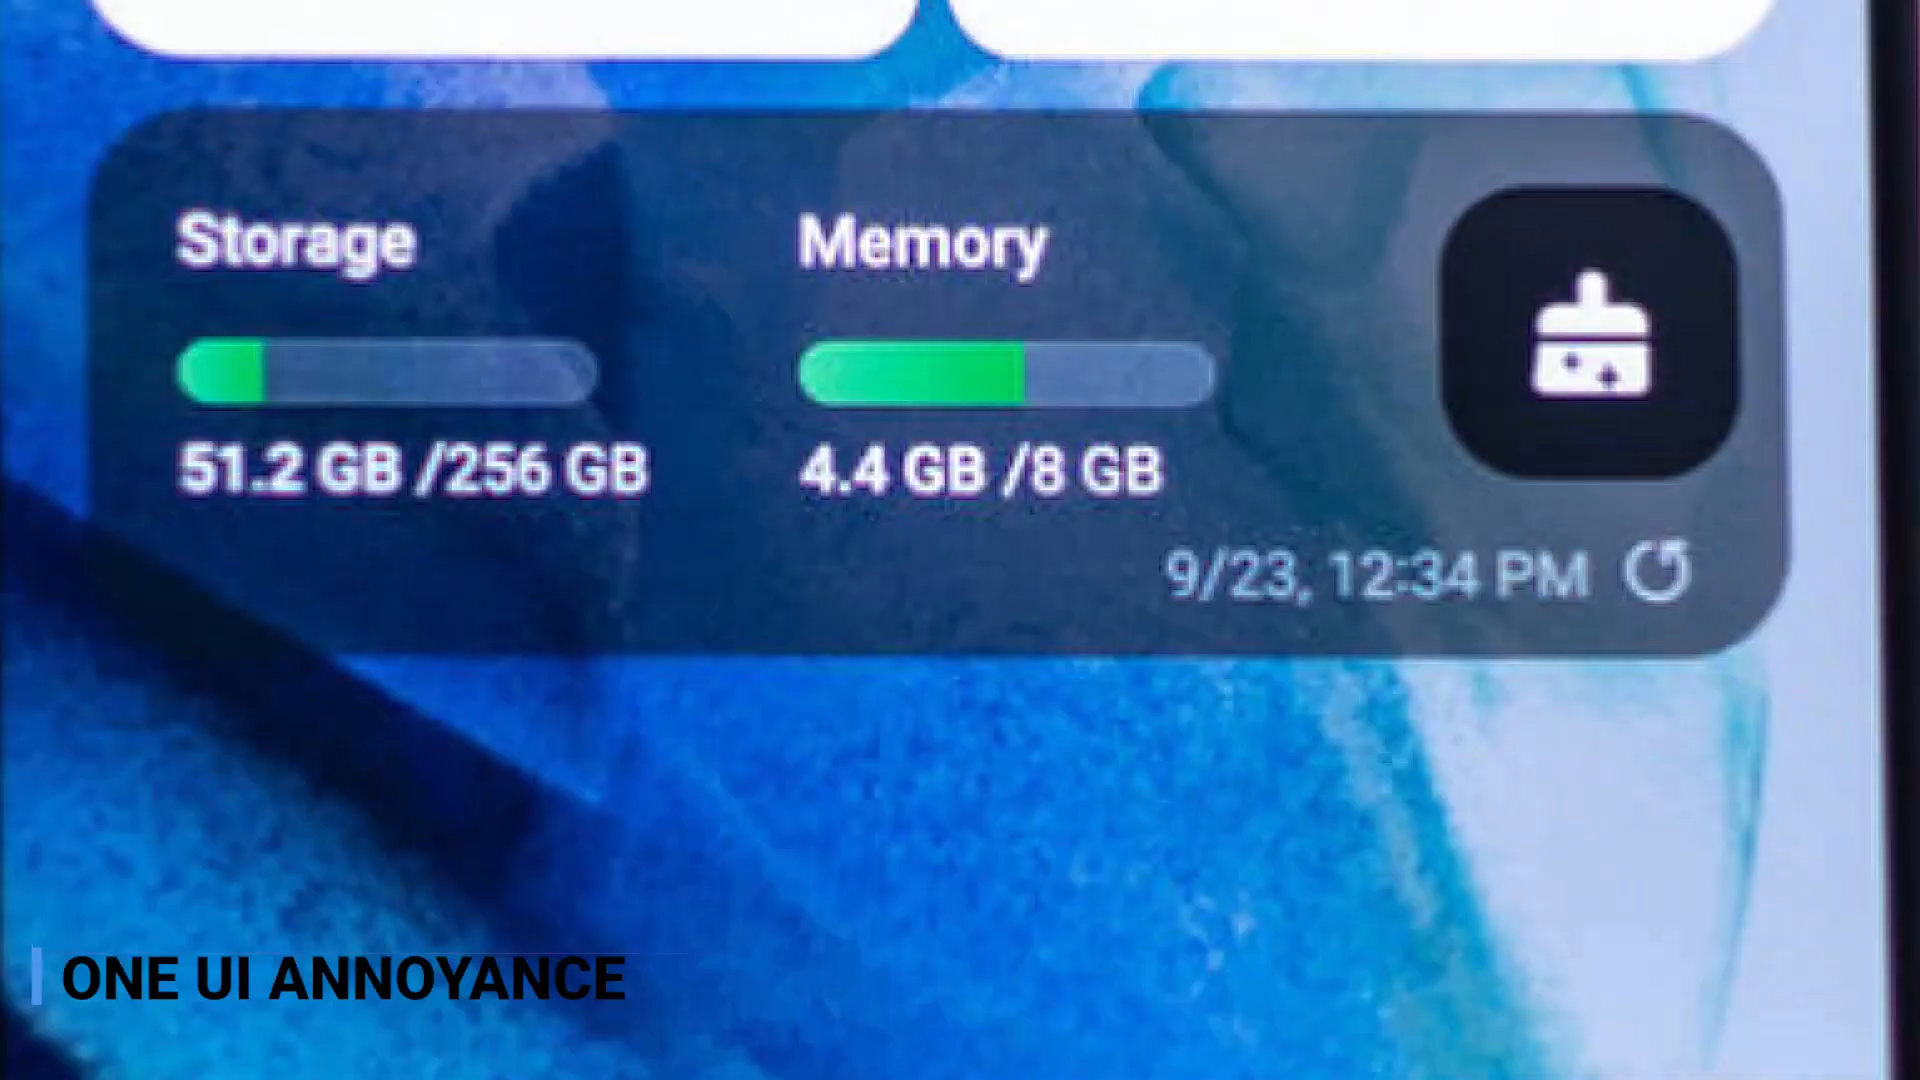 Storage
Memory
51.2 GB /256 GB
4.4 GB /8 GB
9/23, 12:34 PM
ONE UI ANNOYANCE